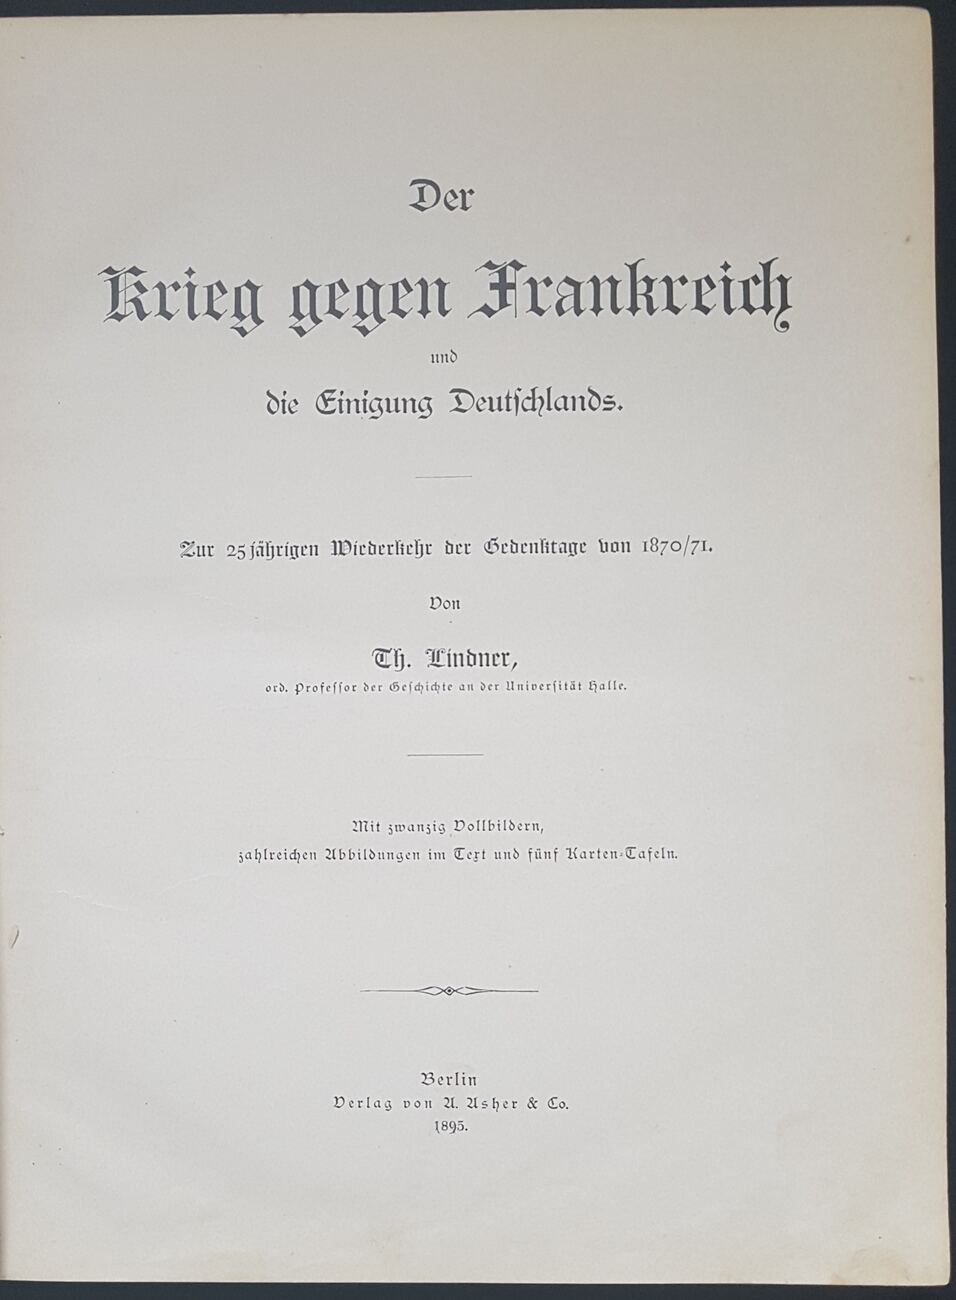 Der
Krieg gegen Frankreich
und
die Einigung Deutſchlands.
Zur 25jährigen Wiederkehr der Gedenktage von 1870/71.
Von
Th. Lindner,
ord. Profeſſor der Geſchichte an der Univerſität Halle.
Mit zwanzig Vollbildern,
zahlreichen Abbildungen im Text und fünf Karten-Tafeln.
Berlin
Verlag von A. Asher & Co.
1895.